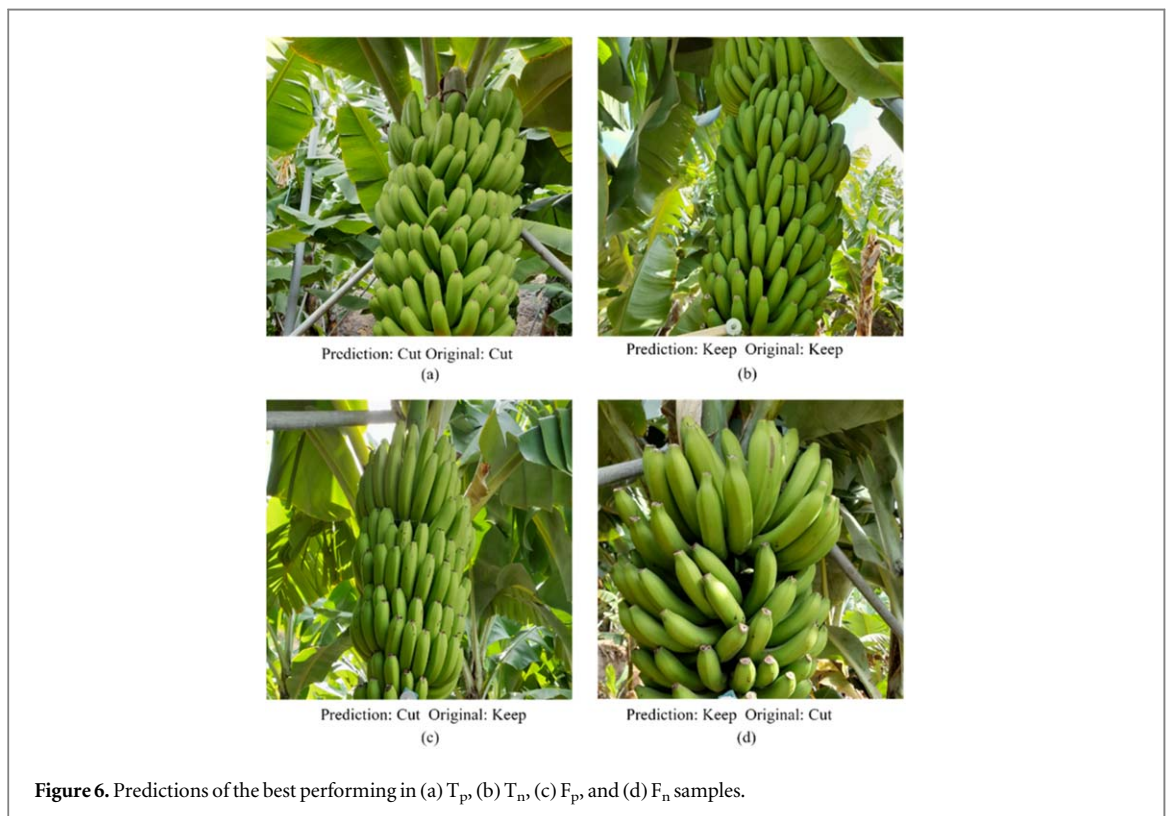 Prediction: Cut Original: Cut
(a)
Prediction: Keep Original: Keep
(b)
Prediction: Cut Original: Keep
(c)
Prediction: Keep Original: Cut
(d)
Figure 6. Predictions of the best performing in (a) Tp, (b) Tn, (c) Fp, and (d) Fn samples.